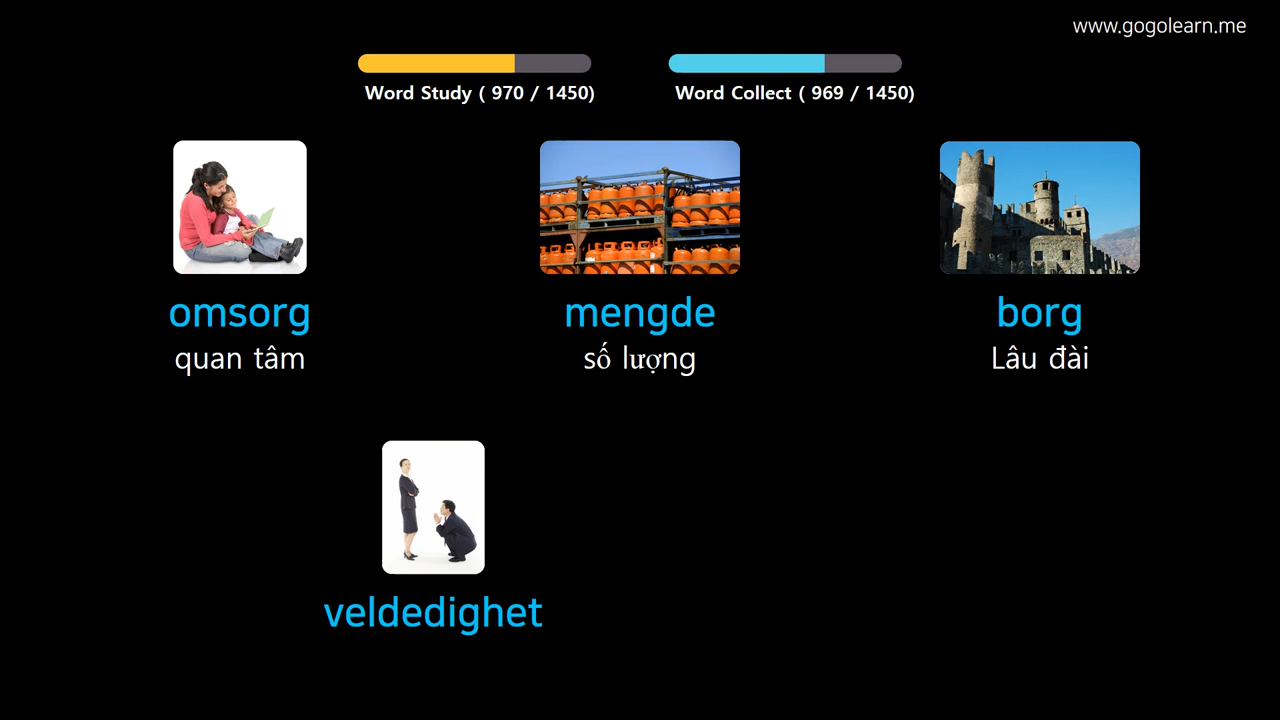 www.gogolearn.me
Word Study ( 970 / 1450)
Word Collect ( 969 / 1450)
omsorg
mengde
borg
quan tâm
số lượng
Lâu đài
veldedighet